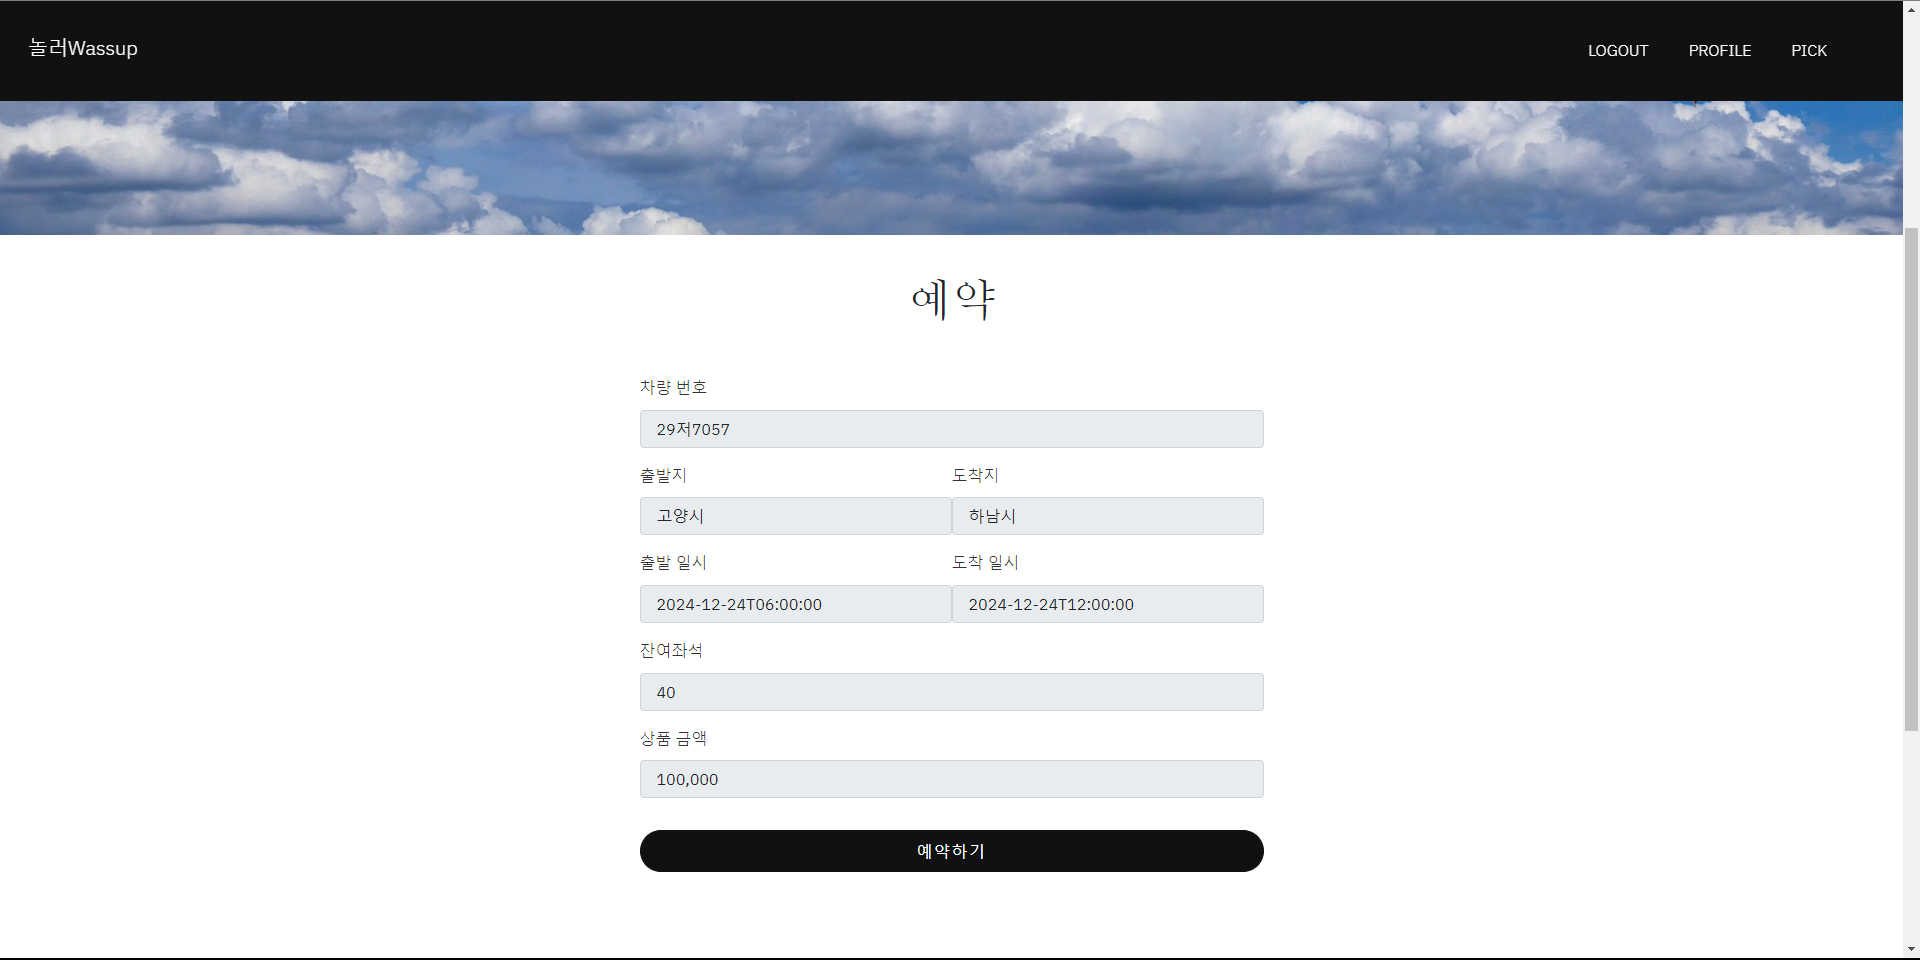 놀러Wassup
LOGOUT PROFILE PICK
예약
차량 번호
29저7057
출발지 도착지
고양시 하남시
출발 일시 도착 일시
2024-12-24T06:00:00 2024-12-24T12:00:00
잔여좌석
40
상품 금액
100,000
예약하기